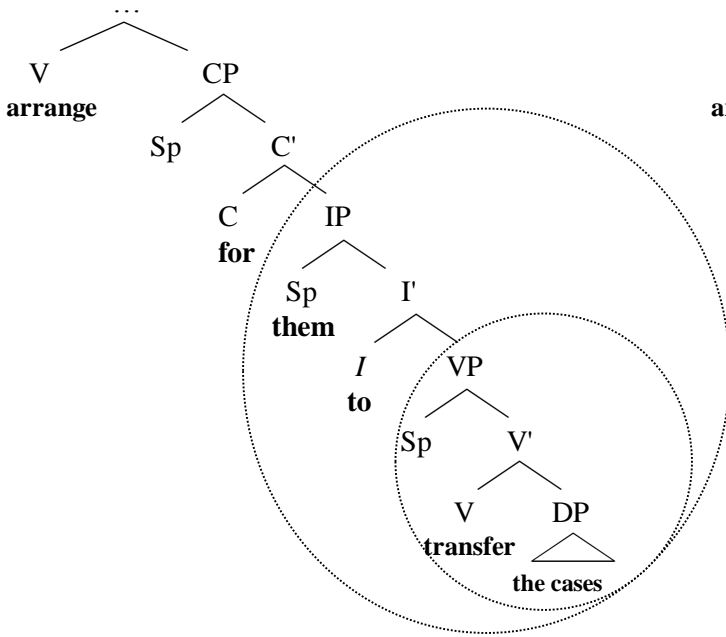 ...
V CP
arrange
Sp C'
C IP
for
Sp I'
them
I VP
to
Sp V'
V DP
transfer
the cases